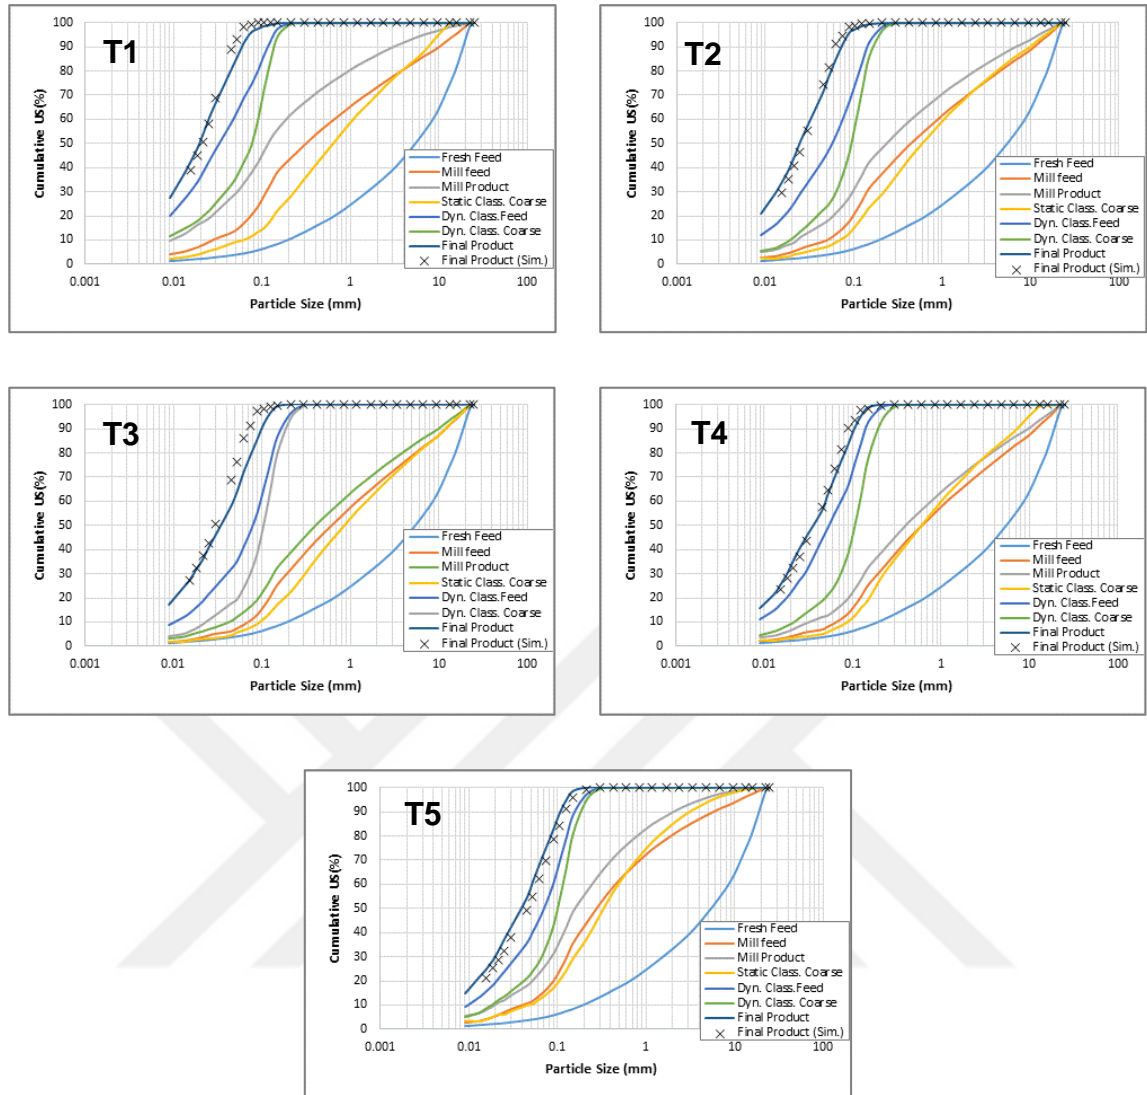 T1
Cumulative US(%)
100
90
80
70
60
50
40
30
20
10
0
0.001
0.01
0.1
1
10
100
Particle Size (mm)
Fresh Feed
Mill feed
Mill Product
Static Class. Coarse
Dyn. Class.Feed
Dyn. Class. Coarse
Final Product
Final Product (Sim.)
T2
Cumulative US(%)
100
90
80
70
60
50
40
30
20
10
0
0.001
0.01
0.1
1
10
100
Particle Size (mm)
Fresh Feed
Mill feed
Mill Product
Static Class. Coarse
Dyn. Class.Feed
Dyn. Class. Coarse
Final Product
Final Product (Sim.)
T3
Cumulative US(%)
100
90
80
70
60
50
40
30
20
10
0
0.001
0.01
0.1
1
10
100
Particle Size (mm)
Fresh Feed
Mill feed
Mill Product
Static Class. Coarse
Dyn. Class.Feed
Dyn. Class. Coarse
Final Product
Final Product (Sim.)
T4
Cumulative US(%)
100
90
80
70
60
50
40
30
20
10
0
0.001
0.01
0.1
1
10
100
Particle Size (mm)
Fresh Feed
Mill feed
Mill Product
Static Class. Coarse
Dyn. Class.Feed
Dyn. Class. Coarse
Final Product
Final Product (Sim.)
T5
Cumulative US(%)
100
90
80
70
60
50
40
30
20
10
0
0.001
0.01
0.1
1
10
100
Particle Size (mm)
Fresh Feed
Mill feed
Mill Product
Static Class. Coarse
Dyn. Class.Feed
Dyn. Class. Coarse
Final Product
Final Product (Sim.)